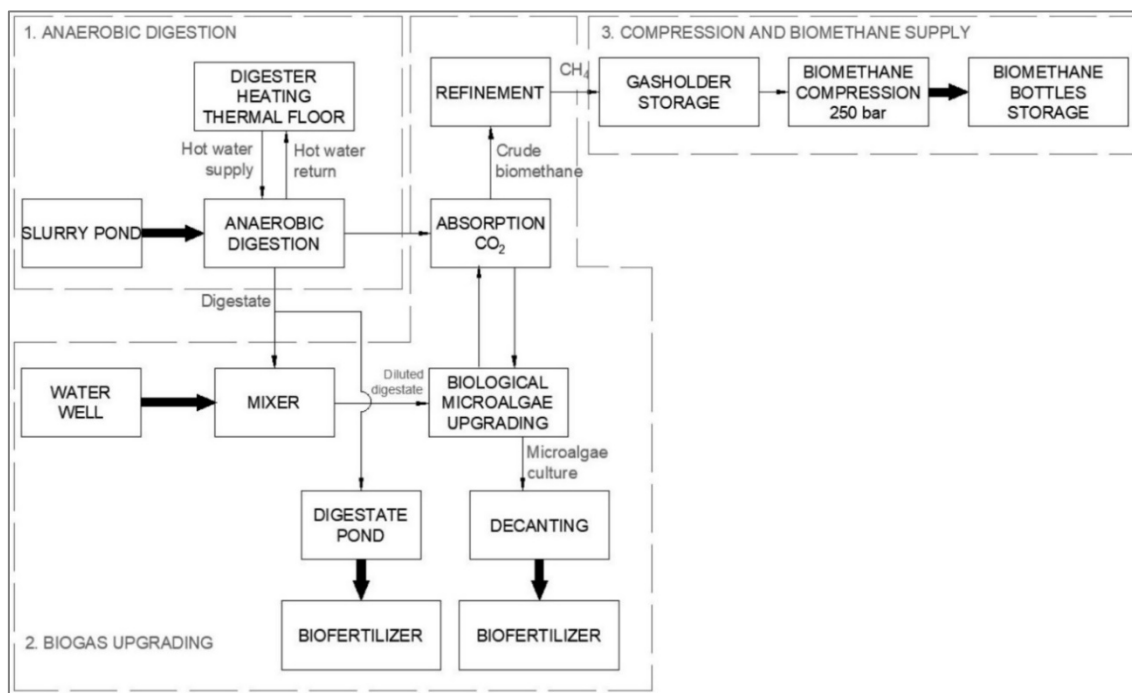 1. ANAEROBIC DIGESTION
DIGESTER
HEATING
THERMAL FLOOR
Hot water
supply
Hot water
return
SLURRY POND
ANAEROBIC
DIGESTION
Digestate
3. COMPRESSION AND BIOMETHANE SUPPLY
REFINEMENT
CH4
GASHOLDER
STORAGE
BIOMETHANE
COMPRESSION
250 bar
BIOMETHANE
BOTTLES
STORAGE
Crude
biomethane
ABSORPTION
CO2
WATER
WELL
MIXER
Diluted
digestate
BIOLOGICAL
MICROALGAE
UPGRADING
Microalgae
culture
DIGESTATE
POND
DECANTING
BIOFERTILIZER
BIOFERTILIZER
2. BIOGAS UPGRADING